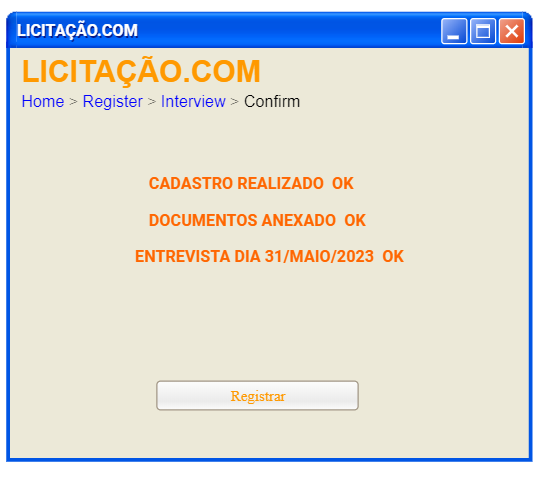 LICITAÇÃO.COM
LICITAÇÃO.COM
Home > Register > Interview > Confirm
CADASTRO REALIZADO OK
DOCUMENTOS ANEXADO OK
ENTREVISTA DIA 31/MAIO/2023 OK
Registrar